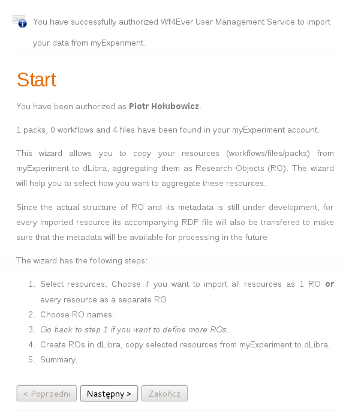 You have successfully authorized Wf4Ever User Management Service to import
your data from myExperiment.
Start
You have been authorized as Piotr Hołubowicz.
1 packs, 0 workflows and 4 files have been found in your myExperiment account.
This wizard allows you to copy your resources (workflows/files/packs) from
myExperiment to dLibra, aggregating them as Research Objects (RO). The wizard
will help you to select how you want to aggregate these resources.
Since the actual structure of RO and its metadata is still under development, for
every imported resource its accompanying RDF file will also be transfered to make
sure that the metadata will be available for processing in the future.
The wizard has the following steps:
1. Select resources. Choose if you want to import all resources as 1 RO or
every resource as a separate RO.
2. Choose RO names.
3. Go back to step 1 if you want to define more ROs.
4. Create ROs in dLibra, copy selected resources from myExperiment to dLibra.
5. Summary.
< Poprzedni Następny > Zakończ